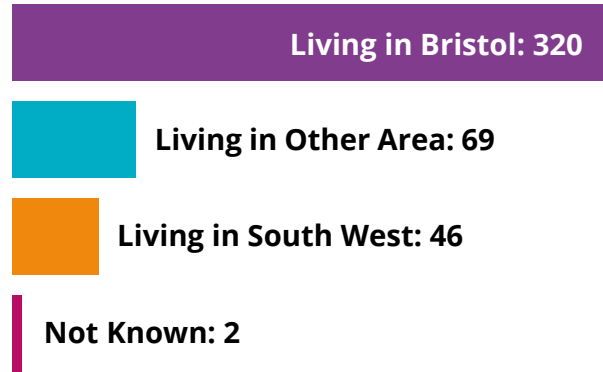 Living in Bristol: 320
Living in Other Area: 69
Living in South West: 46
Not Known: 2